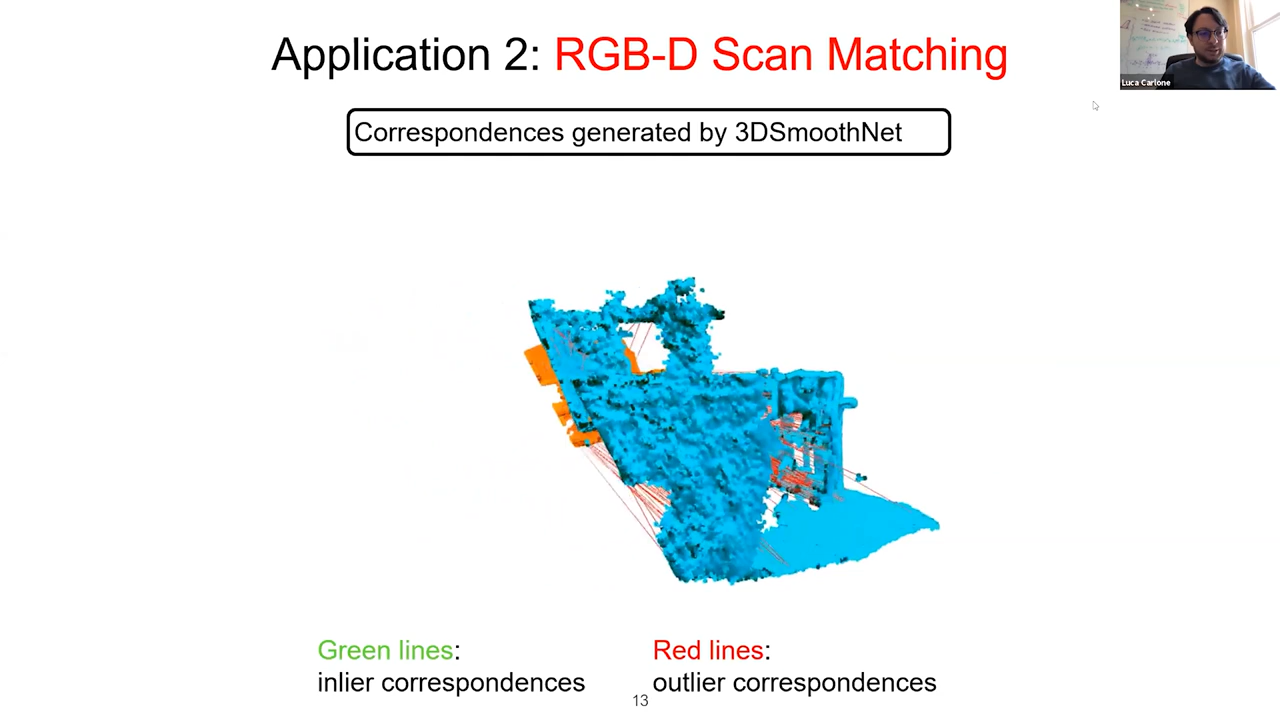 Application 2: RGB-D Scan Matching
Luca Carlone
Correspondences generated by 3DSmoothNet
Green lines:
inlier correspondences
Red lines:
outlier correspondences
13